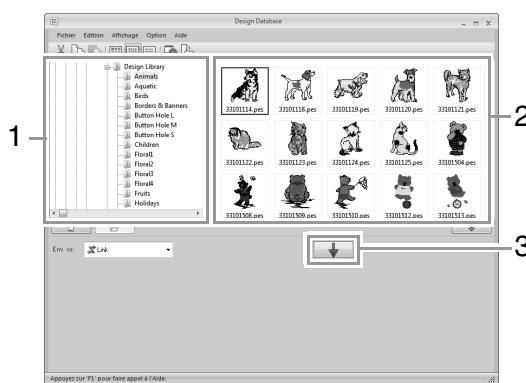 Design Database
Fichier Edition Affichage Option Aide
Design Library
Animals
Aquatic
Birds
Borders & Banners
Button Hole L
Button Hole M
Button Hole S
Children
Floral1
Floral2
Floral3
Floral4
Fruits
Holidays
33101114.pes 33101118.pes 33101119.pes 33101120.pes 33101121.pes
33101122.pes 33101123.pes 33101124.pes 33101125.pes 33101504.pes
33101508.pes 33101509.pes 33101510.pes 33101512.pes 33101513.pes
1
2
3
Env. vs: Link
Appuyez sur 'F1' pour faire appel à l'Aide.